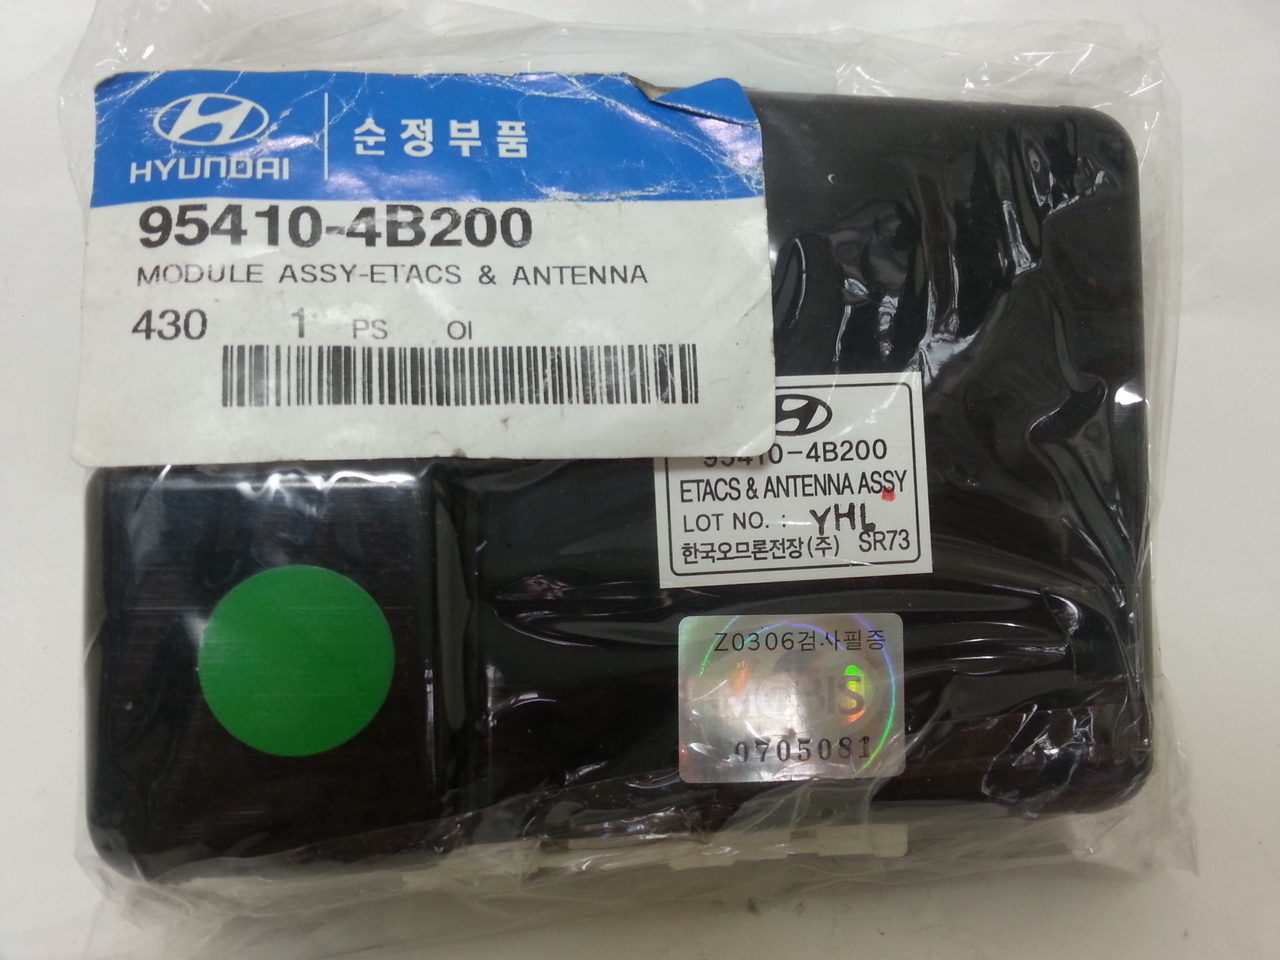 HYUNDAI
순정부품
95410-4B200
MODULE ASSY-ETACS & ANTENNA
430 1 PS OI
95410-4B200
ETACS & ANTENNA ASSY
LOT NO. : YHL
한국오므론전장(주) SR73
Z0306검사필증
MOBIS
0705081